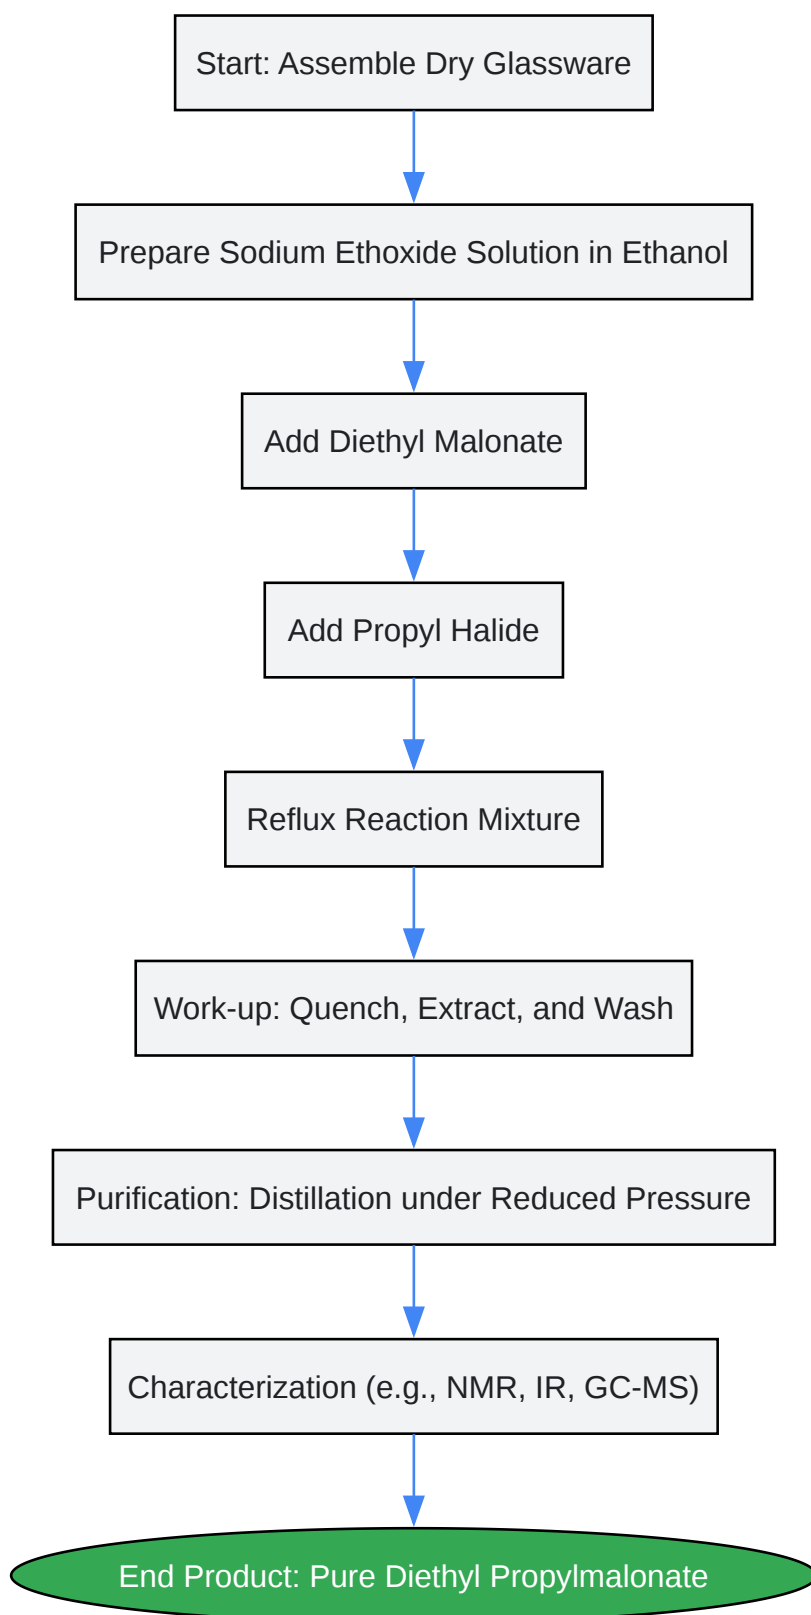 Start: Assemble Dry Glassware
Prepare Sodium Ethoxide Solution in Ethanol
Add Diethyl Malonate
Add Propyl Halide
Reflux Reaction Mixture
Work-up: Quench, Extract, and Wash
Purification: Distillation under Reduced Pressure
Characterization (e.g., NMR, IR, GC-MS)
End Product: Pure Diethyl Propylmalonate